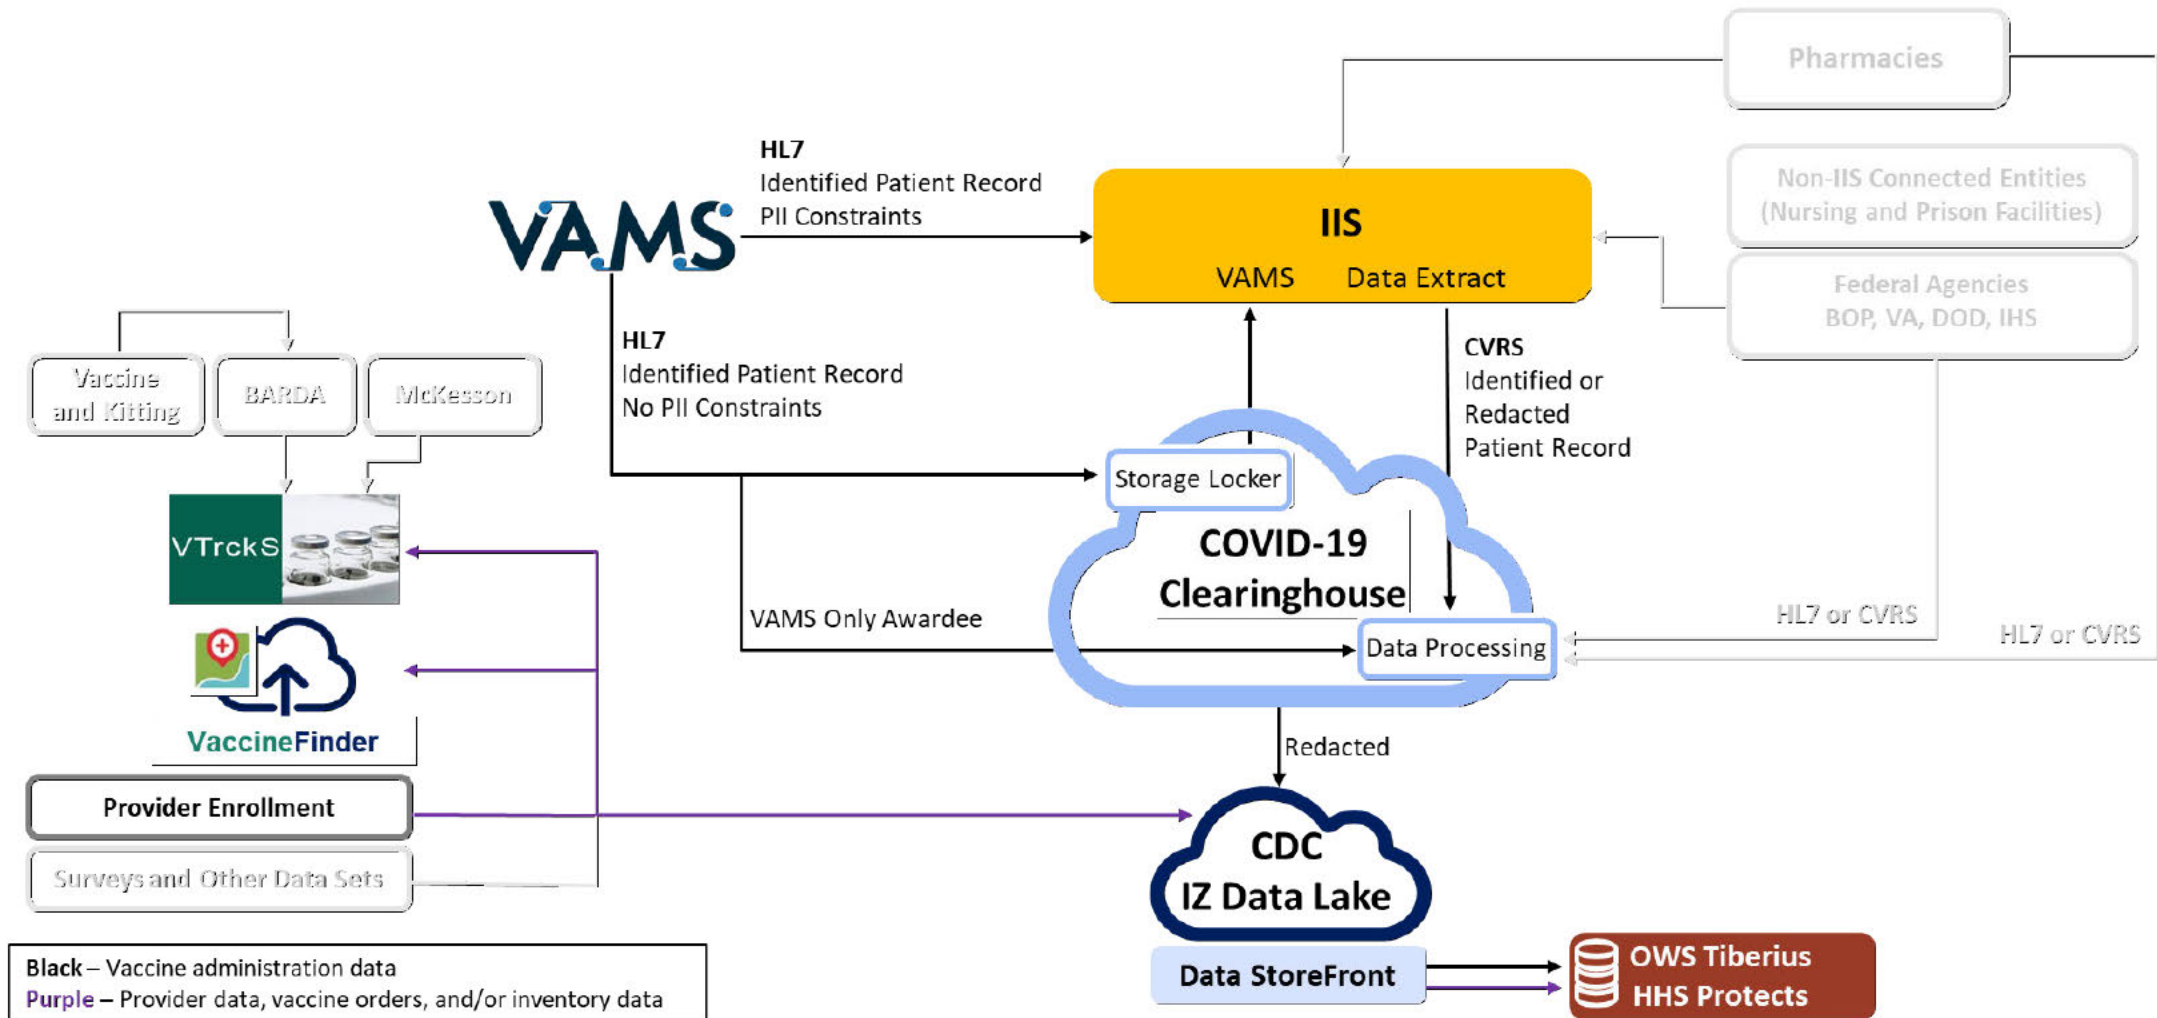 Pharmacies
HL7
Identified Patient Record
PII Constraints
VAMS
IIS
VAMS Data Extract
Non-IIS Connected Entities
(Nursing and Prison Facilities)
Federal Agencies
BOP, VA, DOD, IHS
HL7
Identified Patient Record
No PII Constraints
CVRS
Identified or
Redacted
Patient Record
Vaccine
and Kitting
BARDA
McKesson
VTrckS
Storage Locker
COVID-19
Clearinghouse
VAMS Only Awardee
Data Processing
HL7 or CVRS
HL7 or CVRS
VaccineFinder
Redacted
Provider Enrollment
Surveys and Other Data Sets
CDC
IZ Data Lake
Data StoreFront
OWS Tiberius
HHS Protects
Black – Vaccine administration data
Purple – Provider data, vaccine orders, and/or inventory data